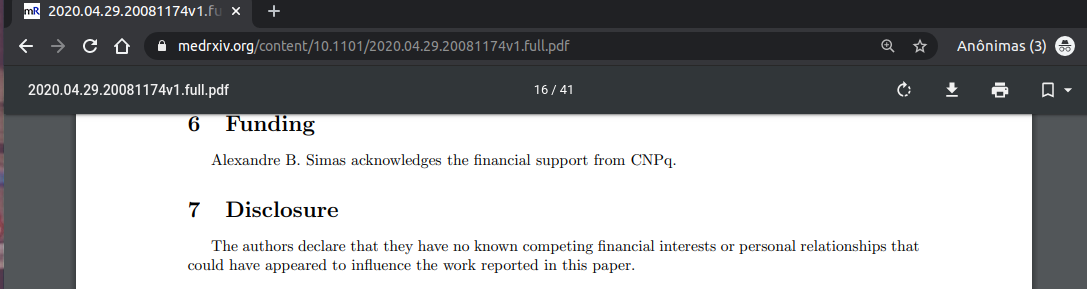 mR 2020.04.29.20081174v1.fu
medrxiv.org/content/10.1101/2020.04.29.20081174v1.full.pdf Anônimas (3)
2020.04.29.20081174v1.full.pdf 16 / 41
6 Funding
Alexandre B. Simas acknowledges the financial support from CNPq.
7 Disclosure
The authors declare that they have no known competing financial interests or personal relationships that
could have appeared to influence the work reported in this paper.